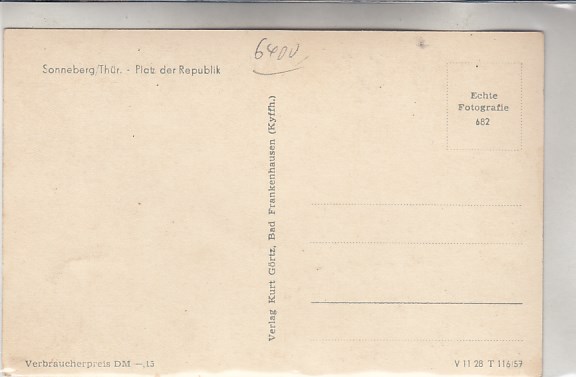 6400
Sonneberg/Thür. - Platz der Republik
Echte
Fotografie
682
Verlag Kurt Görtz, Bad Frankenhausen (Kyffh.)
Verbraucherpreis DM —,13
V 11 28 T 116/57